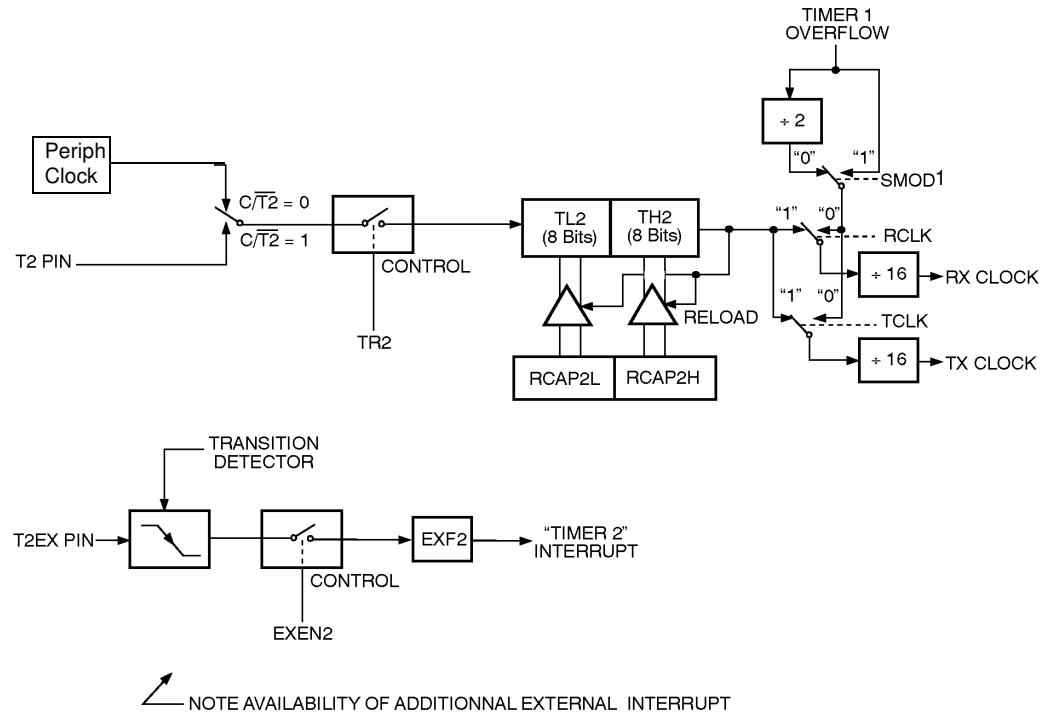 TIMER 1
OVERFLOW
÷ 2
"0"
"1"
SMOD1
Periph
Clock
C/T2 = 0
C/T2 = 1
T2 PIN
CONTROL
TR2
TL2
(8 Bits)
TH2
(8 Bits)
"1"
"0"
RCLK
÷ 16
RX CLOCK
RELOAD
"1"
"0"
TCLK
÷ 16
TX CLOCK
RCAP2L
RCAP2H
TRANSITION
DETECTOR
T2EX PIN
CONTROL
EXEN2
EXF2
"TIMER 2"
INTERRUPT
NOTE AVAILABILITY OF ADDITIONNAL EXTERNAL INTERRUPT